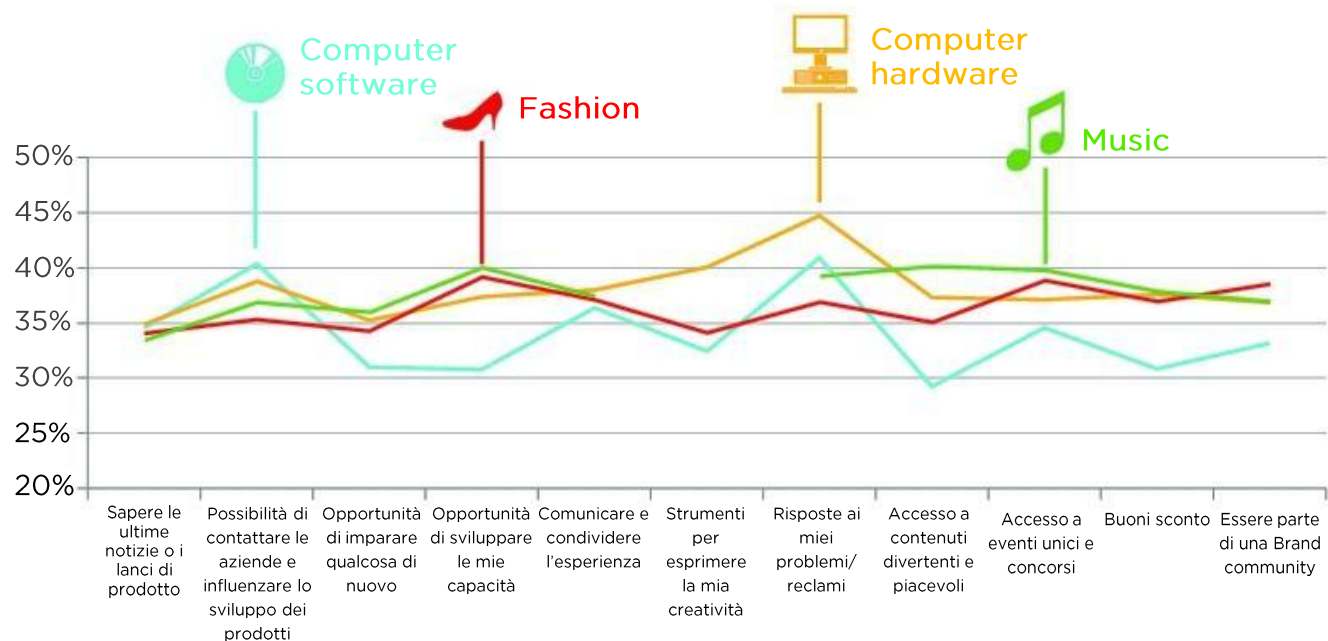 Computer
software
Fashion
Computer
hardware
Music
50%
45%
40%
35%
30%
25%
20%
Sapere le
ultime
notizie o i
lanci di
prodotto
Possibilità di
contattare le
aziende e
influenzare lo
sviluppo dei
prodotti
Opportunità
di imparare
qualcosa di
nuovo
Opportunità
di sviluppare
le mie
capacità
Comunicare e
condividere
l'esperienza
Strumenti
per
esprimere
la mia
creatività
Risposte ai
miei
problemi/
reclami
Accesso a
contenuti
divertenti e
piacevoli
Accesso a
eventi unici e
concorsi
Buoni sconto
Essere parte
di una Brand
community